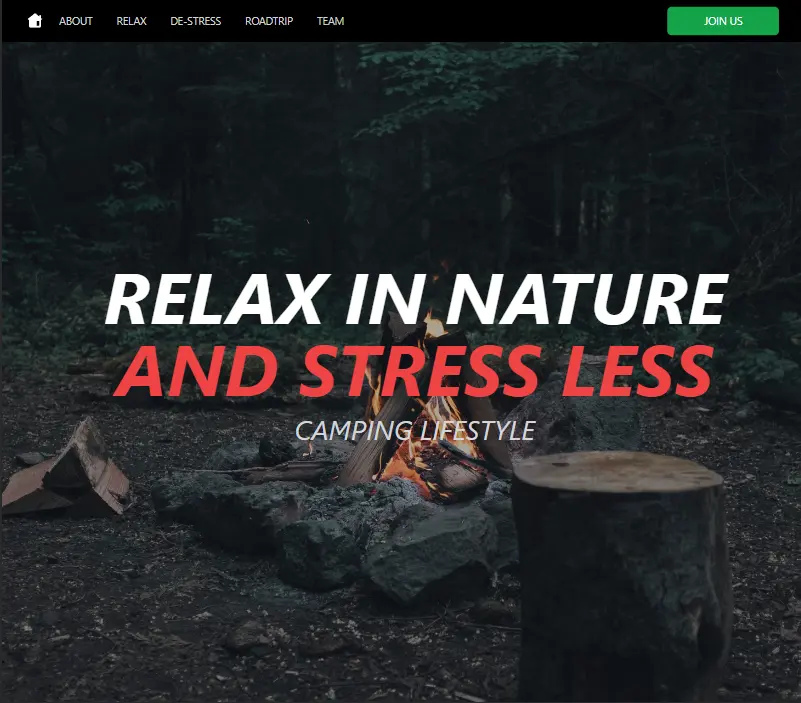 ABOUT RELAX DE-STRESS ROADTRIP TEAM JOIN US
RELAX IN NATURE
AND STRESS LESS
CAMPING LIFESTYLE